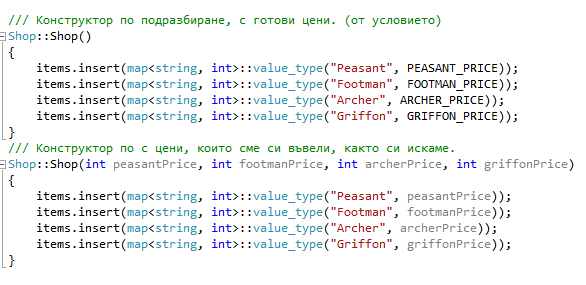 /// Конструктор по подразбиране, с готови цени. (от условието)
Shop::Shop()
{
    items.insert(map<string, int>::value_type("Peasant", PEASANT_PRICE));
    items.insert(map<string, int>::value_type("Footman", FOOTMAN_PRICE));
    items.insert(map<string, int>::value_type("Archer", ARCHER_PRICE));
    items.insert(map<string, int>::value_type("Griffon", GRIFFON_PRICE));
}
/// Конструктор по с цени, които сме си въвели, както си искаме.
Shop::Shop(int peasantPrice, int footmanPrice, int archerPrice, int griffonPrice)
{
    items.insert(map<string, int>::value_type("Peasant", peasantPrice));
    items.insert(map<string, int>::value_type("Footman", footmanPrice));
    items.insert(map<string, int>::value_type("Archer", archerPrice));
    items.insert(map<string, int>::value_type("Griffon", griffonPrice));
}